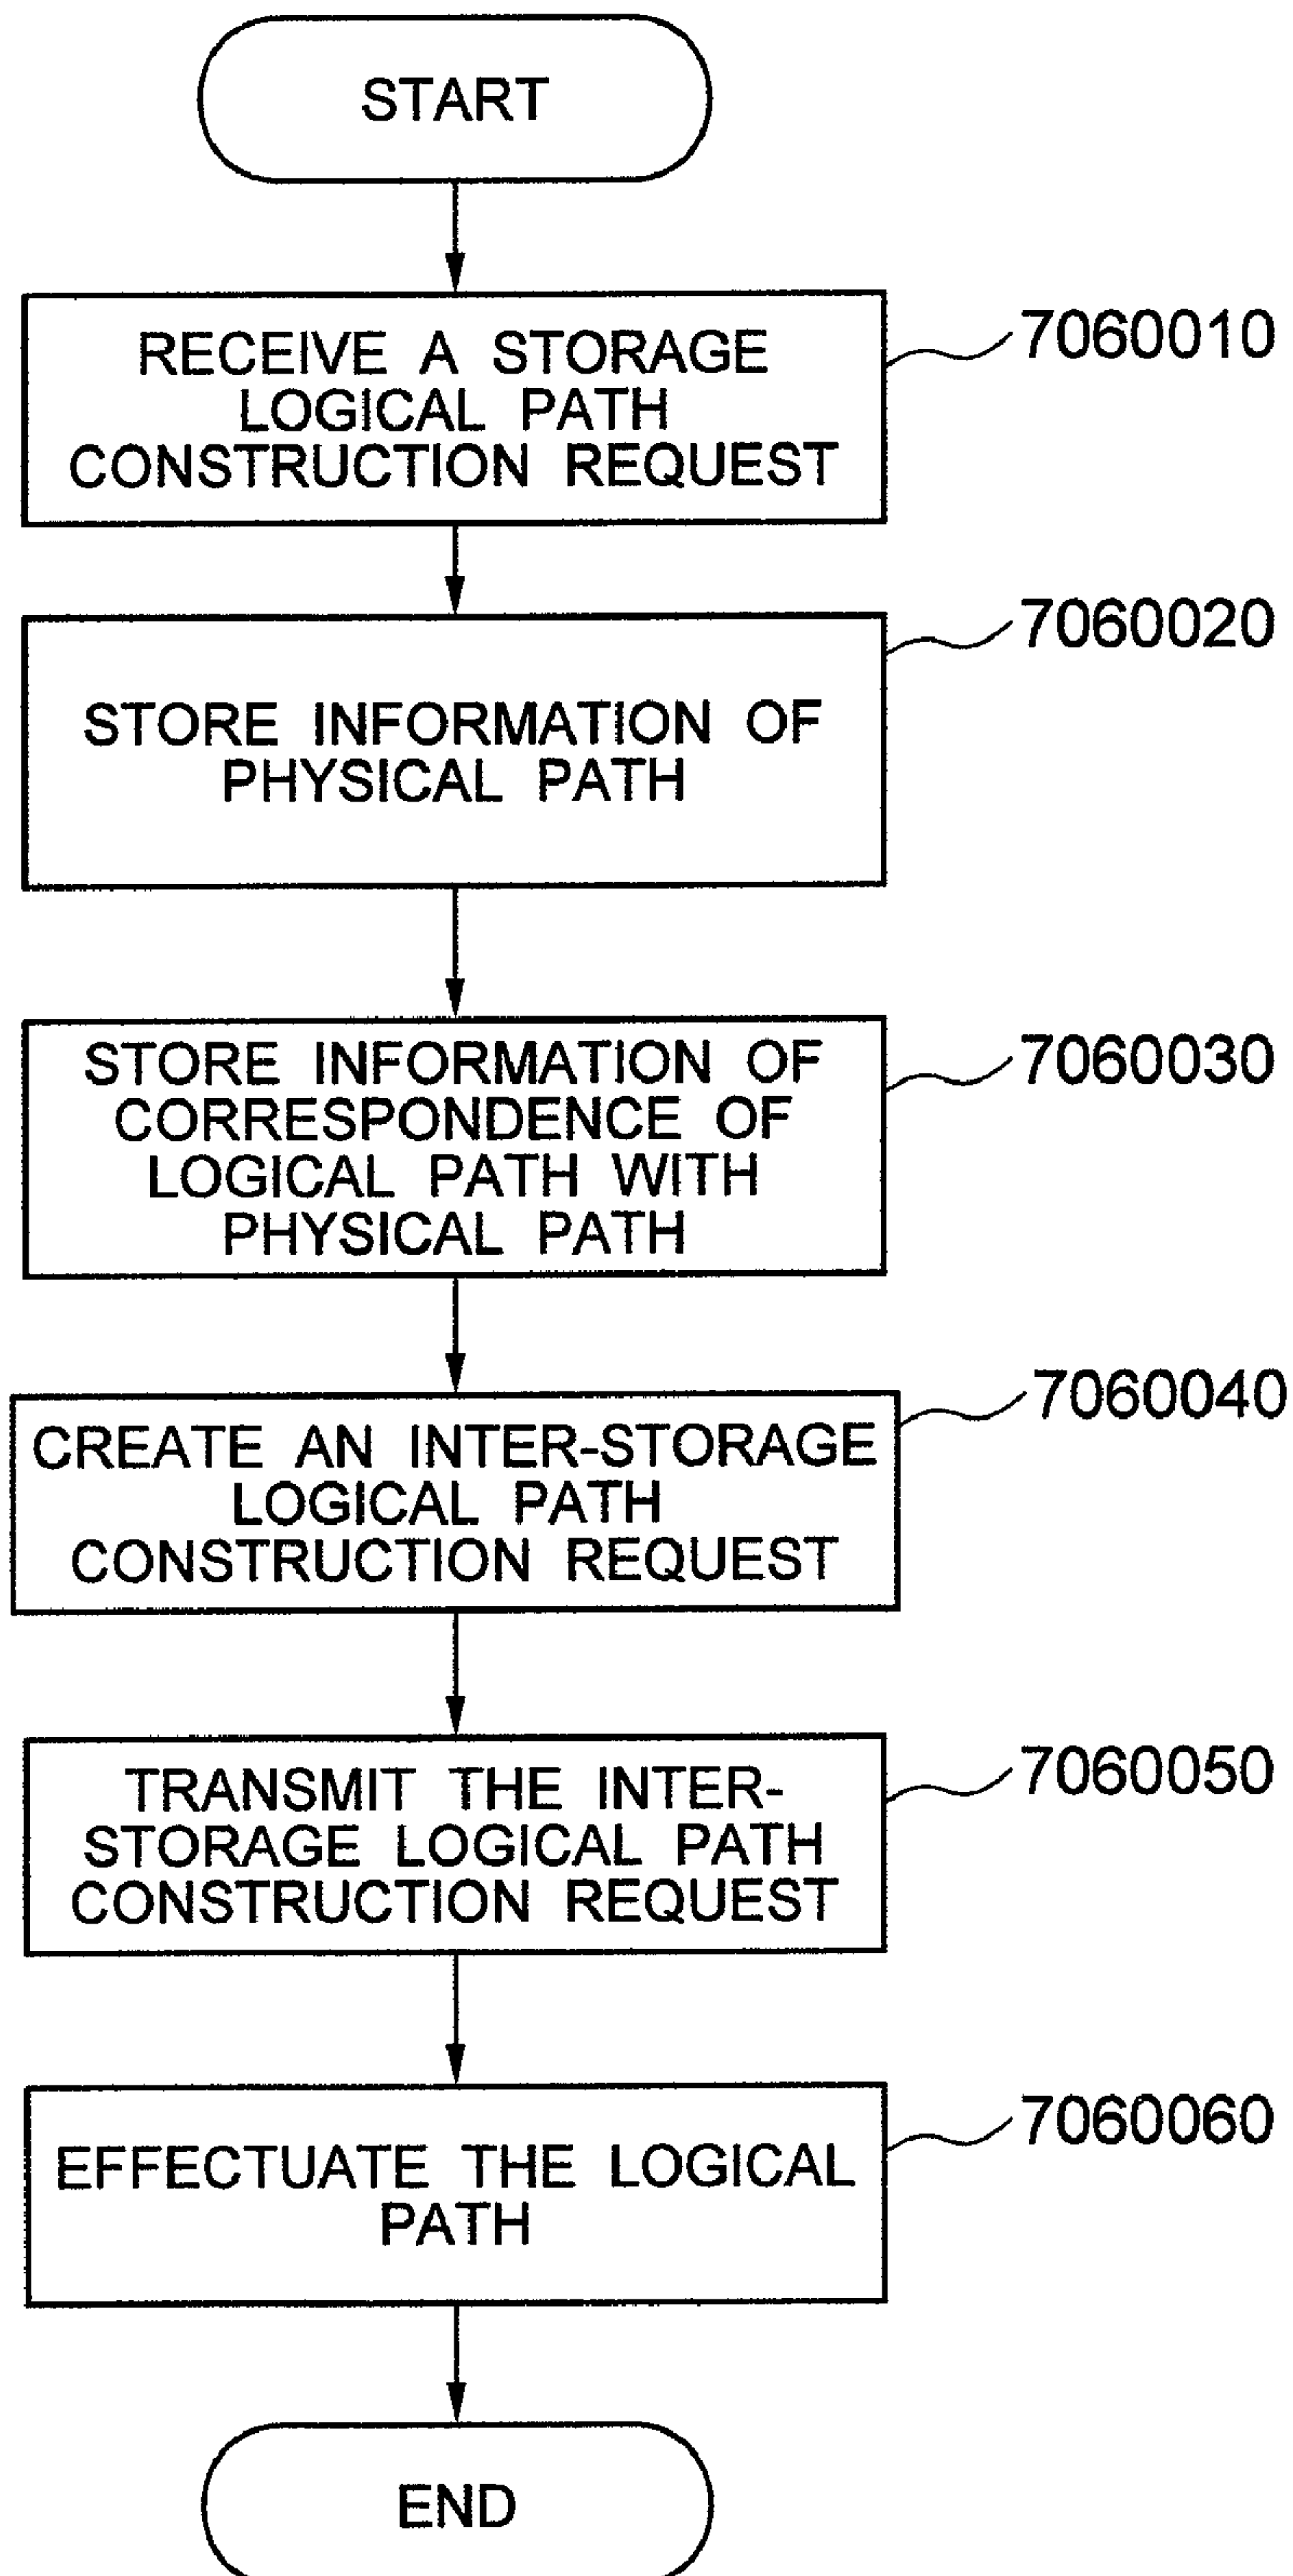 START
RECEIVE A STORAGE
LOGICAL PATH
CONSTRUCTION REQUEST
7060010
STORE INFORMATION OF
PHYSICAL PATH
7060020
STORE INFORMATION OF
CORRESPONDENCE OF
LOGICAL PATH WITH
PHYSICAL PATH
7060030
CREATE AN INTER-STORAGE
LOGICAL PATH
CONSTRUCTION REQUEST
7060040
TRANSMIT THE INTER-
STORAGE LOGICAL PATH
CONSTRUCTION REQUEST
7060050
EFFECTUATE THE LOGICAL
PATH
7060060
END